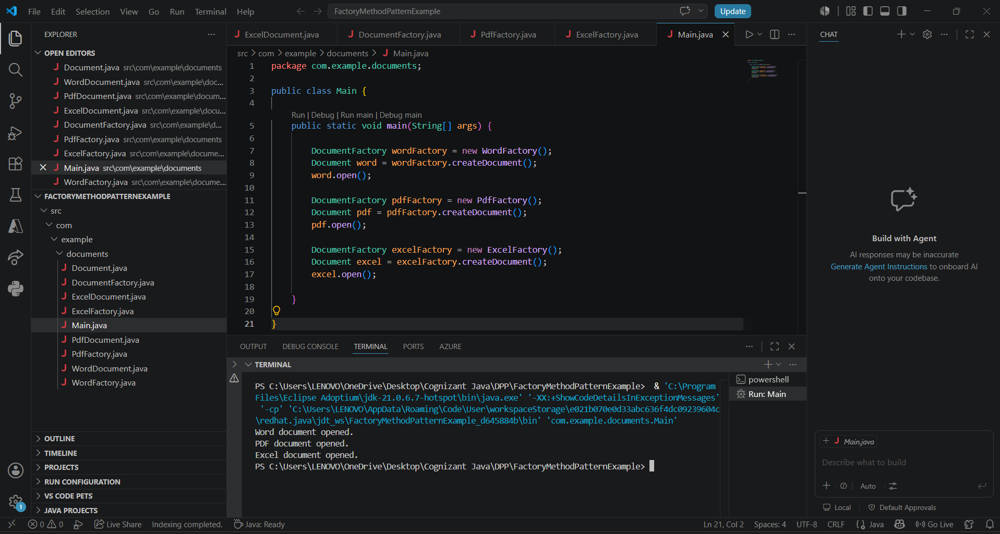 File Edit Selection View Go Run Terminal Help
FactoryMethodPatternExample
Update
EXPLORER
OPEN EDITORS
Document.java src\com\example\documents
WordDocument.java src\com\example\doc...
PdfDocument.java src\com\example\docum...
ExcelDocument.java src\com\example\docu...
DocumentFactory.java src\com\example\d...
PdfFactory.java src\com\example\documents
ExcelFactory.java src\com\example\docume...
Main.java src\com\example\documents
WordFactory.java src\com\example\docume...
FACTORYMETHODPATTERNEXAMPLE
src
com
example
documents
Document.java
DocumentFactory.java
ExcelDocument.java
ExcelFactory.java
Main.java
PdfDocument.java
PdfFactory.java
WordDocument.java
WordFactory.java
OUTLINE
TIMELINE
PROJECTS
RUN CONFIGURATION
VS CODE PETS
JAVA PROJECTS
1
ExcelDocument.java DocumentFactory.java PdfFactory.java ExcelFactory.java Main.java
src > com > example > documents > Main.java
1 package com.example.documents;
2
3 public class Main {
4
Run | Debug | Run main | Debug main
5 public static void main(String[] args) {
6
7 DocumentFactory wordFactory = new WordFactory();
8 Document word = wordFactory.createDocument();
9 word.open();
10
11 DocumentFactory pdfFactory = new PdfFactory();
12 Document pdf = pdfFactory.createDocument();
13 pdf.open();
14
15 DocumentFactory excelFactory = new ExcelFactory();
16 Document excel = excelFactory.createDocument();
17 excel.open();
18
19 }
20
21 }
OUTPUT DEBUG CONSOLE TERMINAL PORTS AZURE
TERMINAL
PS C:\Users\LENOVO\OneDrive\Desktop\Cognizant Java\DPP\FactoryMethodPatternExample> & 'C:\Program
Files\Eclipse Adoptium\jdk-21.0.6.7-hotspot\bin\java.exe' '-XX:+ShowCodeDetailsInExceptionMessages'
'-cp' 'C:\Users\LENOVO\AppData\Roaming\Code\User\workspaceStorage\e021b070e0d33abc636f4dc09239604c
\redhat.java\jdt_ws\FactoryMethodPatternExample_d645884b\bin' 'com.example.documents.Main'
Word document opened.
PDF document opened.
Excel document opened.
PS C:\Users\LENOVO\OneDrive\Desktop\Cognizant Java\DPP\FactoryMethodPatternExample>
powershell
Run: Main
CHAT
Build with Agent
AI responses may be inaccurate
Generate Agent Instructions to onboard AI
onto your codebase.
Main.java
Describe what to build
Auto
Local Default Approvals
0 0 Live Share Indexing completed. Java: Ready Ln 21, Col 2 Spaces: 4 UTF-8 CRLF Java Go Live